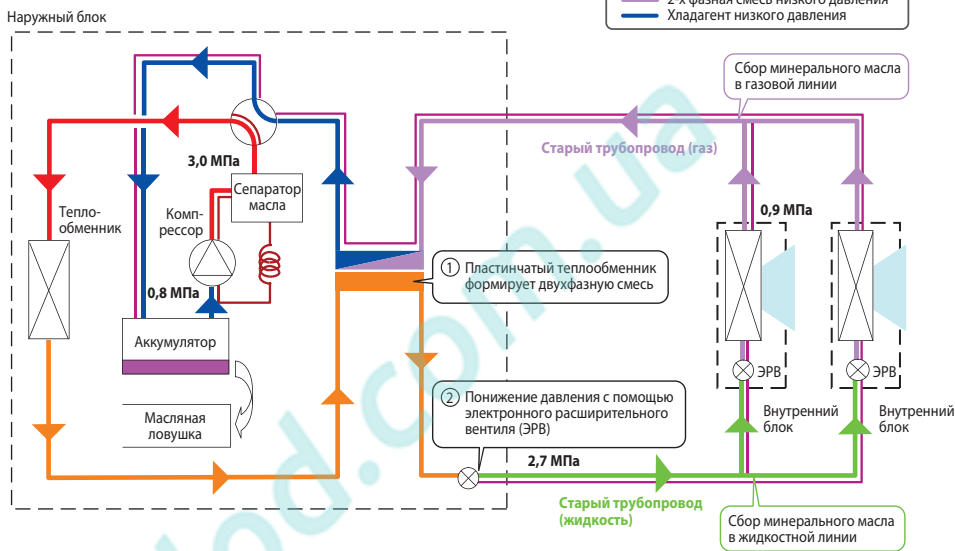 2-х фазная смесь низкого давления
Хладагент низкого давления
Наружный блок
Сбор минерального масла
в газовой линии
Старый трубопровод (газ)
3,0 МПа
Сепаратор
масла
Тепло-
обменник
Комп-
рессор
0,9 МПа
1 Пластинчатый теплообменник
формирует двухфазную смесь
0,8 МПа
Аккумулятор
ЭРВ
ЭРВ
Масляная
ловушка
2 Понижение давления с помощью
электронного расширительного
вентиля (ЭРВ)
Внутренний
блок
Внутренний
блок
2,7 МПа
Старый трубопровод
(жидкость)
Сбор минерального масла
в жидкостной линии
od.com.ua